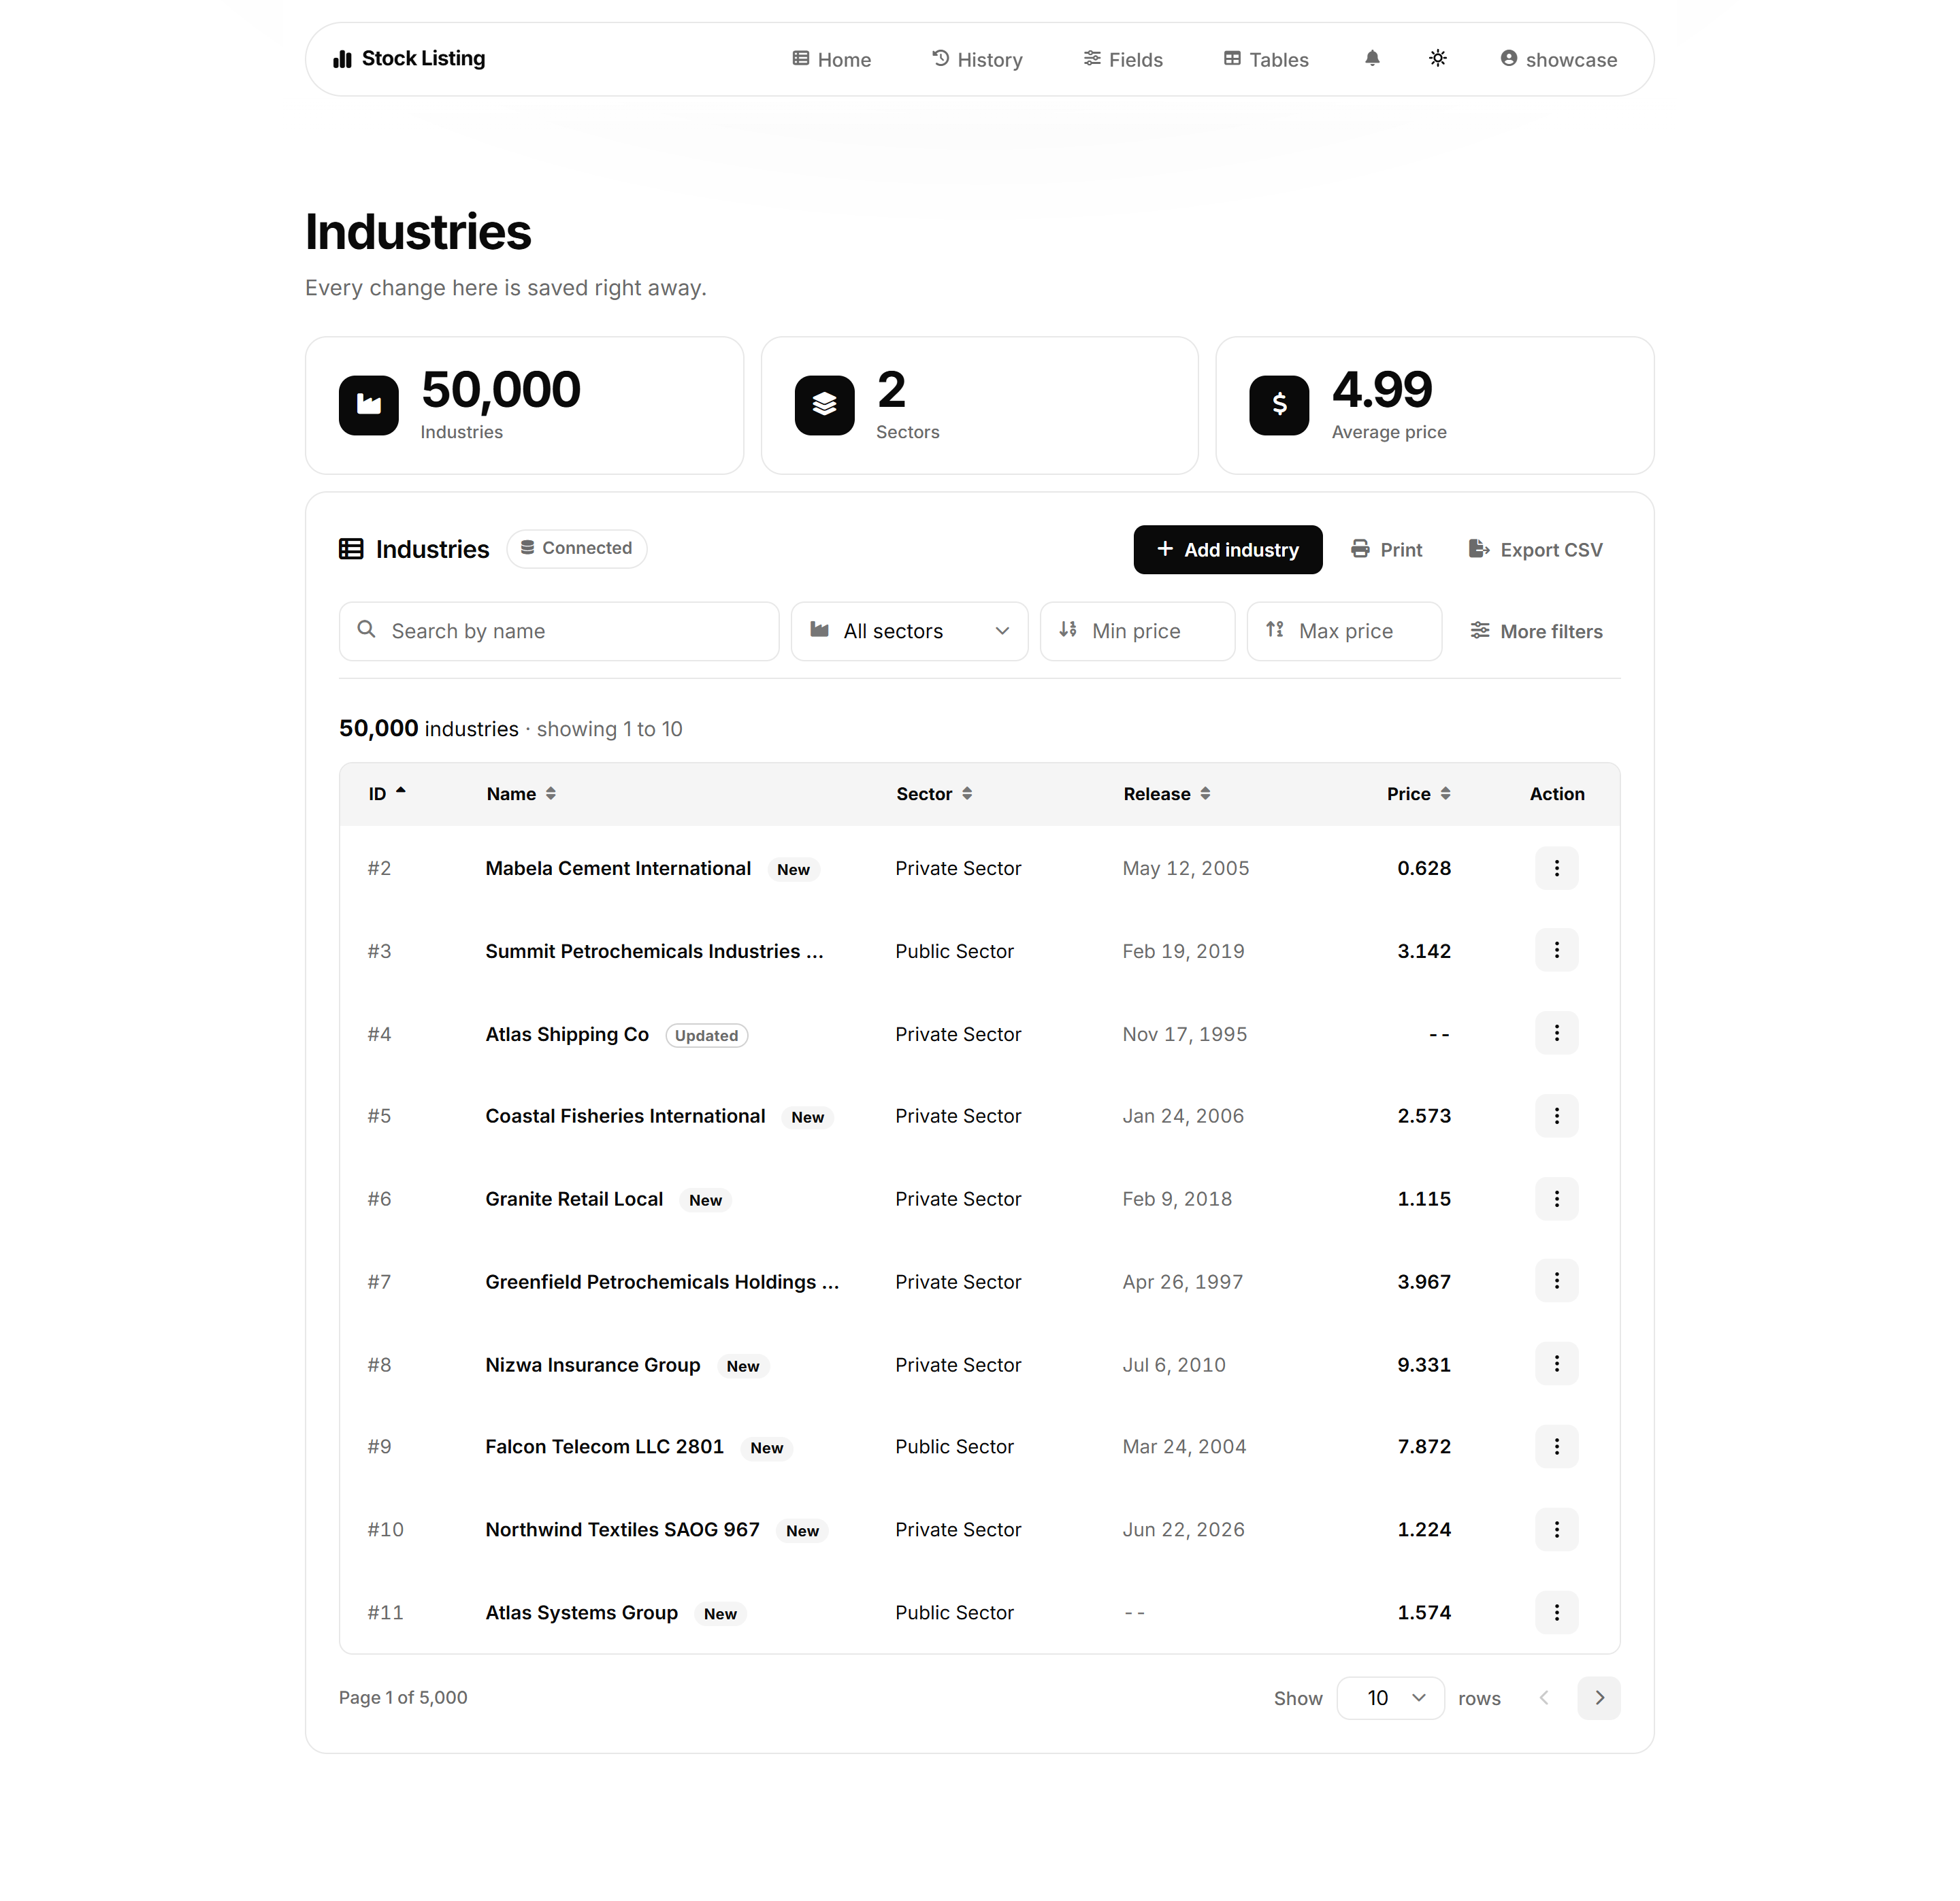 Stock Listing Home History Fields Tables showcase
Industries
Every change here is saved right away.
50,000
Industries
2
Sectors
4.99
Average price
Industries Connected Add industry Print Export CSV
Search by name All sectors Min price Max price More filters
50,000 industries · showing 1 to 10
ID Name Sector Release Price Action
#2 Mabela Cement International New Private Sector May 12, 2005 0.628
#3 Summit Petrochemicals Industries ... Public Sector Feb 19, 2019 3.142
#4 Atlas Shipping Co Updated Private Sector Nov 17, 1995 --
#5 Coastal Fisheries International New Private Sector Jan 24, 2006 2.573
#6 Granite Retail Local New Private Sector Feb 9, 2018 1.115
#7 Greenfield Petrochemicals Holdings ... Private Sector Apr 26, 1997 3.967
#8 Nizwa Insurance Group New Private Sector Jul 6, 2010 9.331
#9 Falcon Telecom LLC 2801 New Public Sector Mar 24, 2004 7.872
#10 Northwind Textiles SAOG 967 New Private Sector Jun 22, 2026 1.224
#11 Atlas Systems Group New Public Sector -- 1.574
Page 1 of 5,000 Show 10 rows